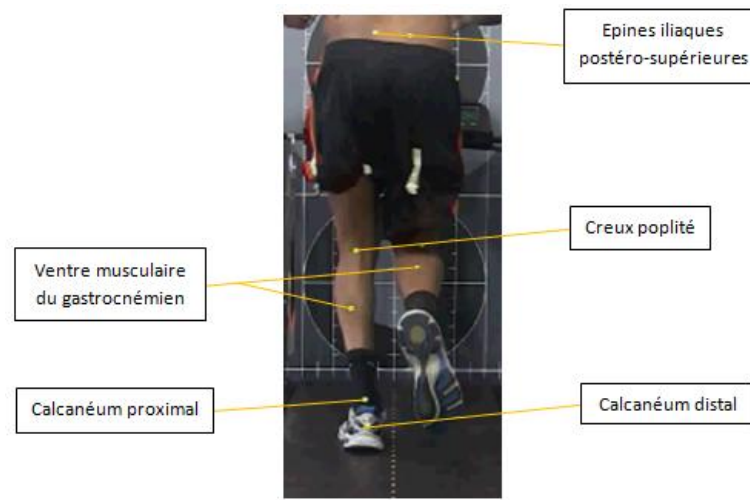 Epines iliaques
postéro-supérieures
Creux poplité
Ventre musculaire
du gastrocnémien
Calcanéum proximal
Calcanéum distal